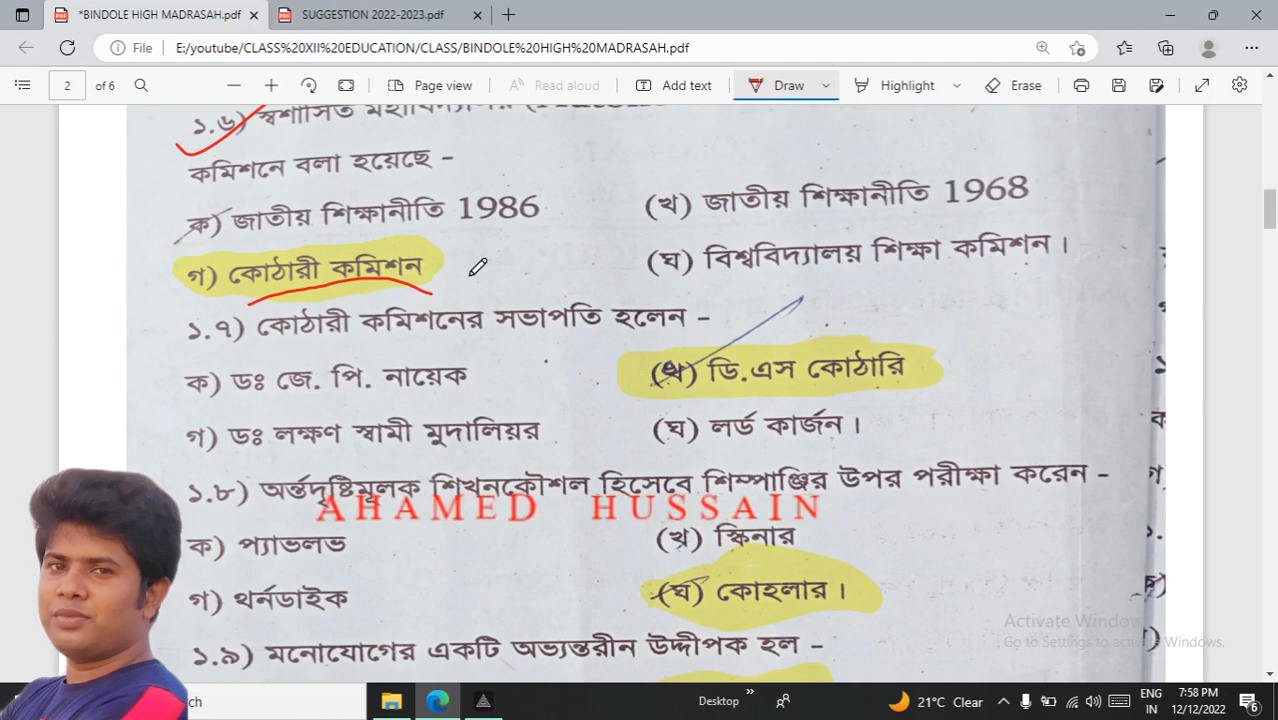 *BINDOLE HIGH MADRASAH.pdf
SUGGESTION 2022-2023.pdf
File
E:/youtube/CLASS%20XII%20EDUCATION/CLASS/BINDOLE%20HIGH%20MADRASAH.pdf
2 of 6
Page view
Read aloud
Add text
Draw
Highlight
Erase
১.৬) স্বশাসিত
কমিশনে বলা হয়েছে -
ক) জাতীয় শিক্ষানীতি 1986
(খ) জাতীয় শিক্ষানীতি 1968
গ) কোঠারী কমিশন
(ঘ) বিশ্ববিদ্যালয় শিক্ষা কমিশন।
১.৭) কোঠারী কমিশনের সভাপতি হলেন -
ক) ডঃ জে. পি. নায়েক
(খ) ডি.এস কোঠারি
গ) ডঃ লক্ষণ স্বামী মুদালিয়র
(ঘ) লর্ড কার্জন।
১.৮) অর্ন্তদৃষ্টিমূলক শিখনকৌশল হিসেবে শিম্পাঞ্জির উপর পরীক্ষা করেন -
AHAMED HUSSAIN
ক) প্যাভলভ
(খ) স্কিনার
গ) থর্নডাইক
(ঘ) কোহলার।
১.৯) মনোযোগের একটি অভ্যন্তরীন উদ্দীপক হল -
Activate Window
Go to Settings to activate Windows.
rch
Desktop
21°C Clear
ENG
IN
7:58 PM
12/12/2022
6